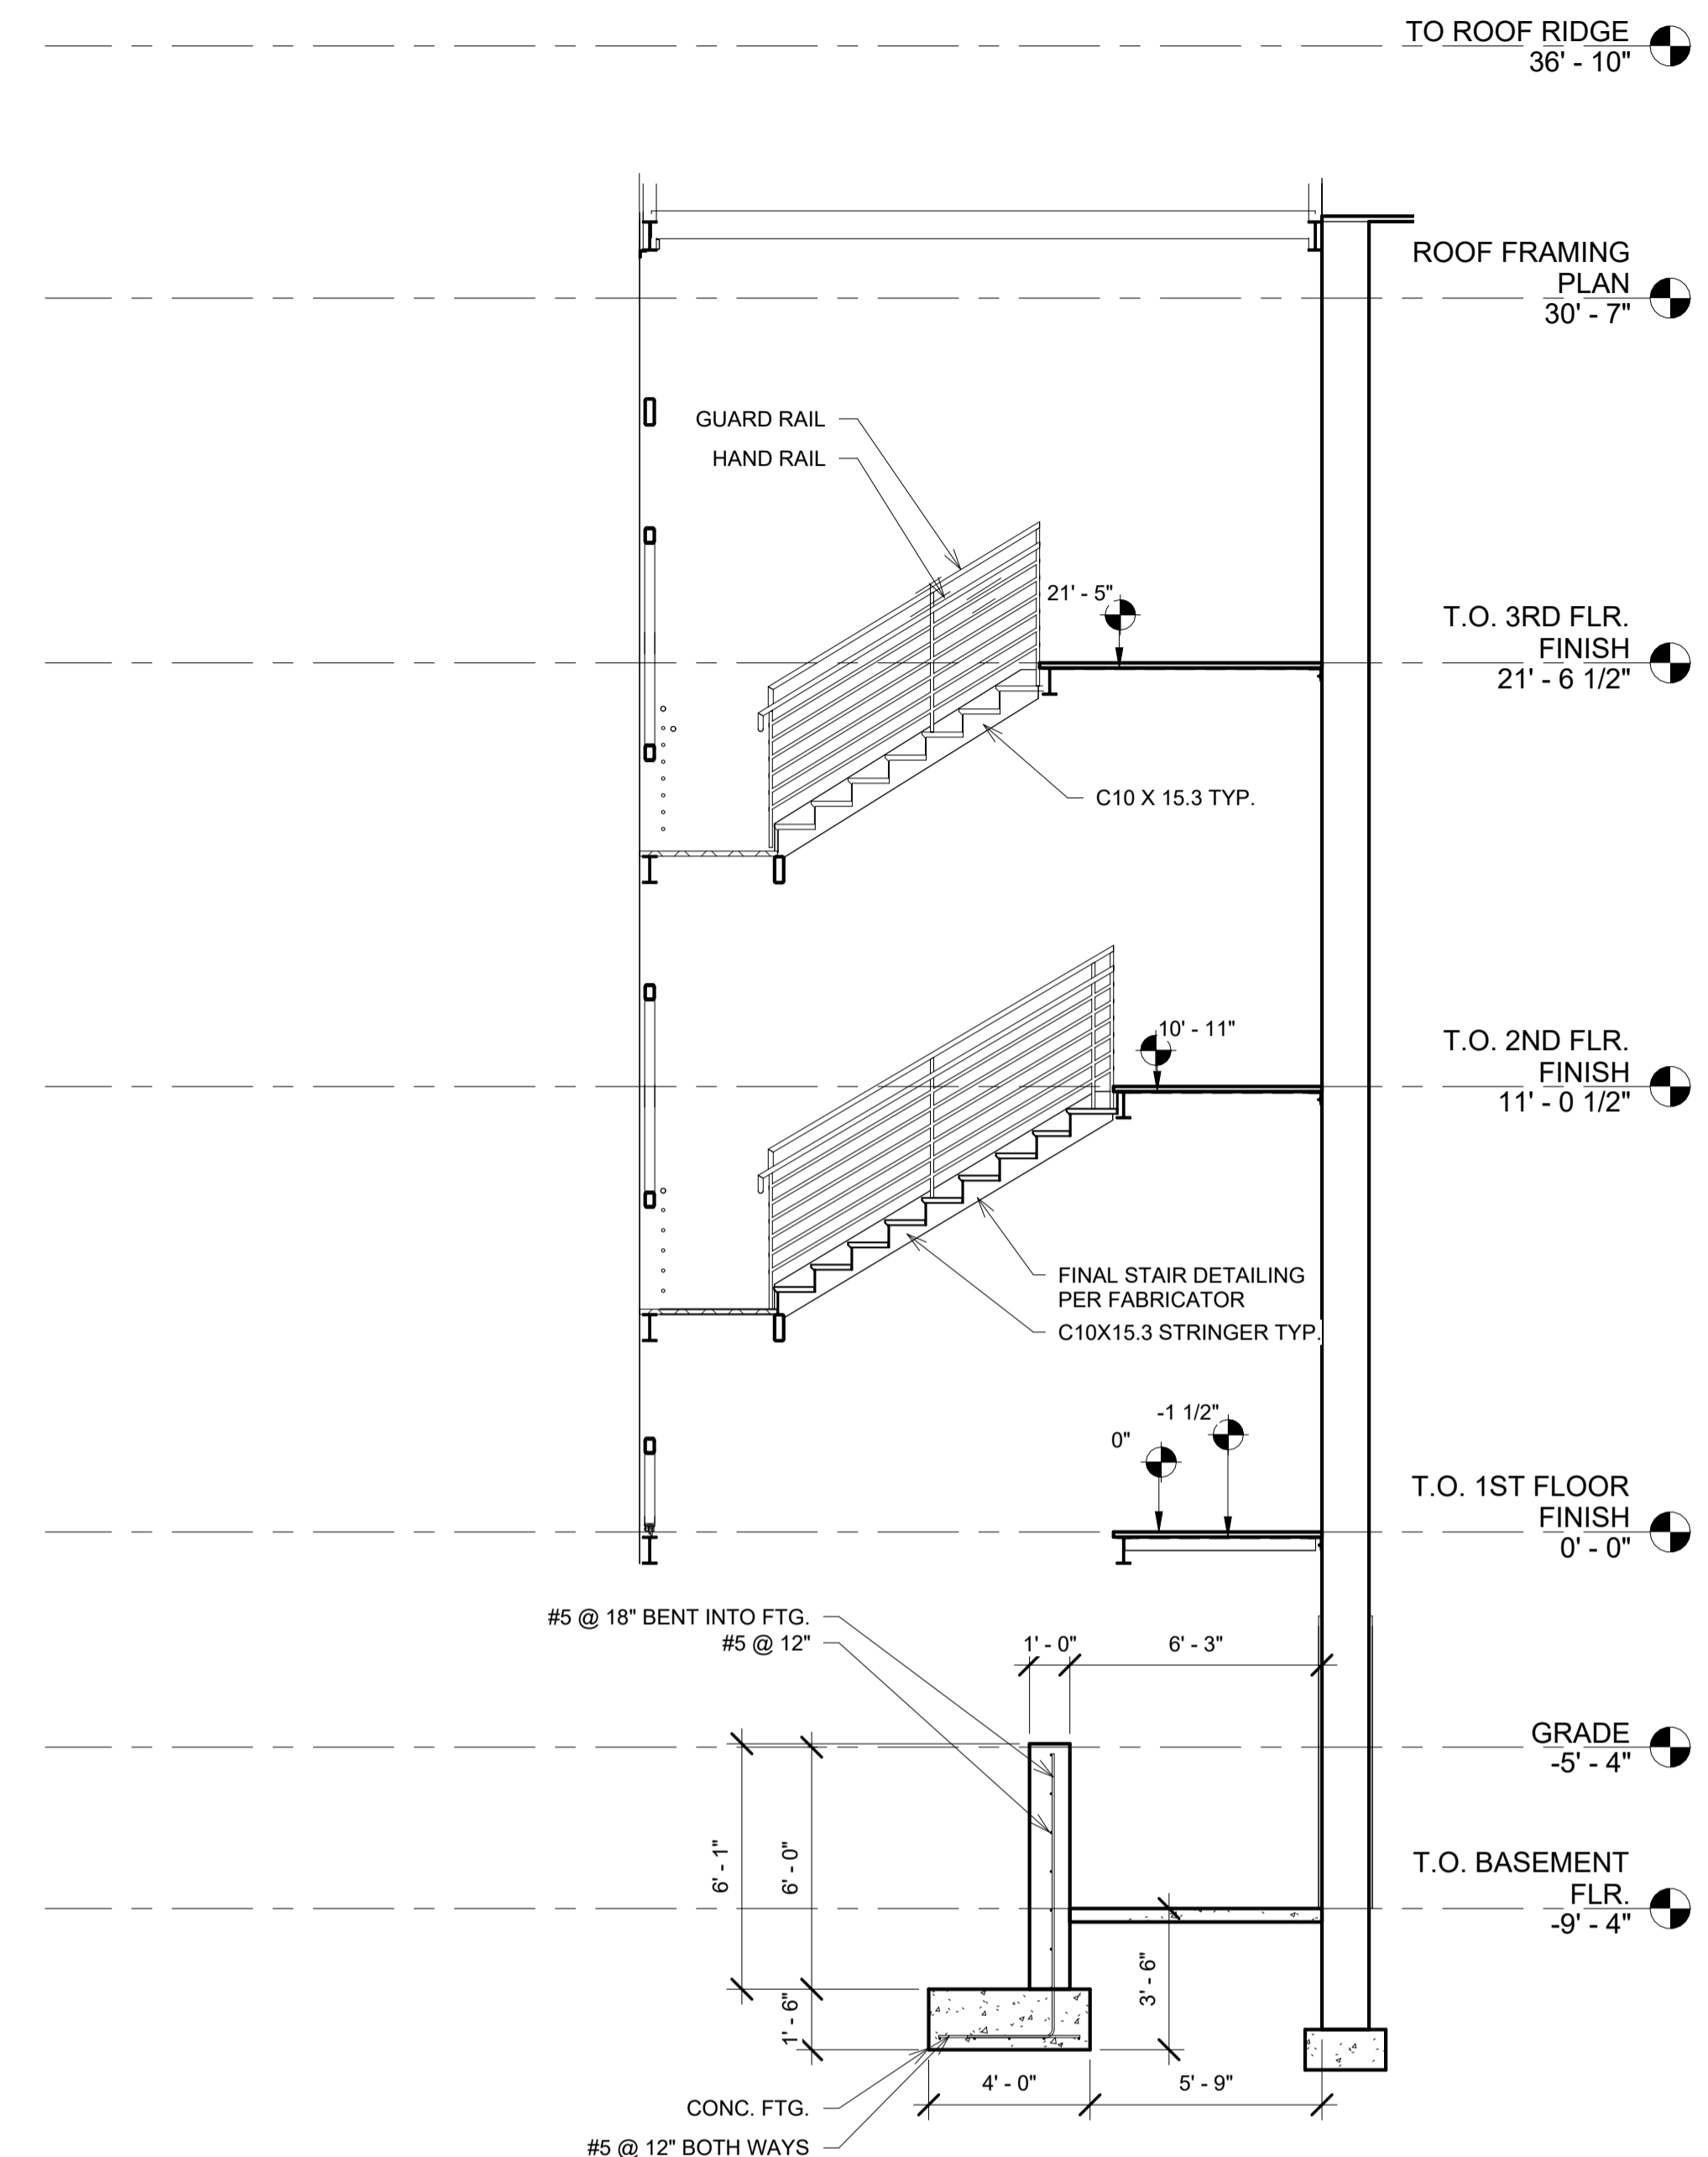 TO ROOF RIDGE
36' - 10"
ROOF FRAMING
PLAN
30' - 7"
GUARD RAIL
HAND RAIL
21' - 5"
T.O. 3RD FLR.
FINISH
21' - 6 1/2"
C10 X 15.3 TYP.
10' - 11"
T.O. 2ND FLR.
FINISH
11' - 0 1/2"
FINAL STAIR DETAILING
PER FABRICATOR
C10X15.3 STRINGER TYP.
-1 1/2"
0"
T.O. 1ST FLOOR
FINISH
0' - 0"
#5 @ 18" BENT INTO FTG.
#5 @ 12"
1' - 0"
6' - 3"
GRADE
-5' - 4"
6' - 1"
6' - 0"
T.O. BASEMENT
FLR.
-9' - 4"
3' - 6"
1' - 6"
4' - 0"
5' - 9"
CONC. FTG.
#5 @ 12" BOTH WAYS